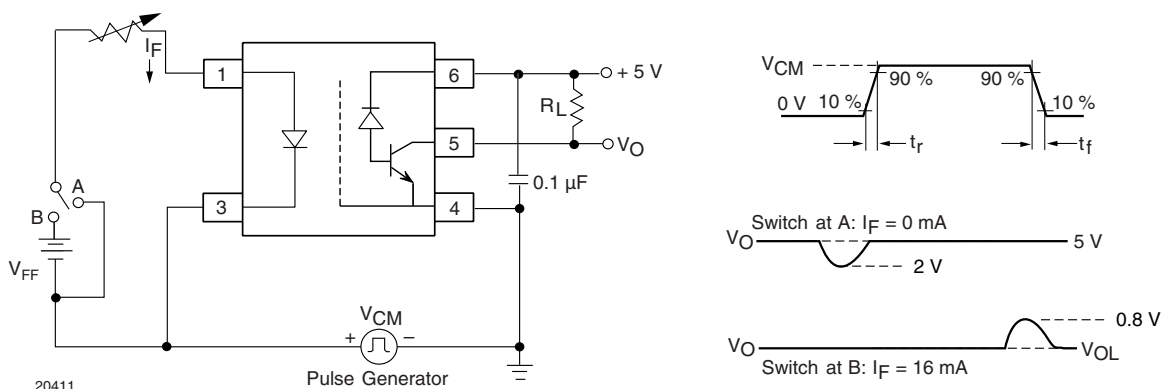 I_F
1
6
+ 5 V
R_L
5
V_O
A
B
0.1 µF
3
4
V_FF
V_CM
+
−
Pulse Generator
20411
V_CM
90 %
90 %
0 V
10 %
10 %
t_r
t_f
Switch at A: I_F = 0 mA
V_O
5 V
2 V
0.8 V
V_O
V_OL
Switch at B: I_F = 16 mA